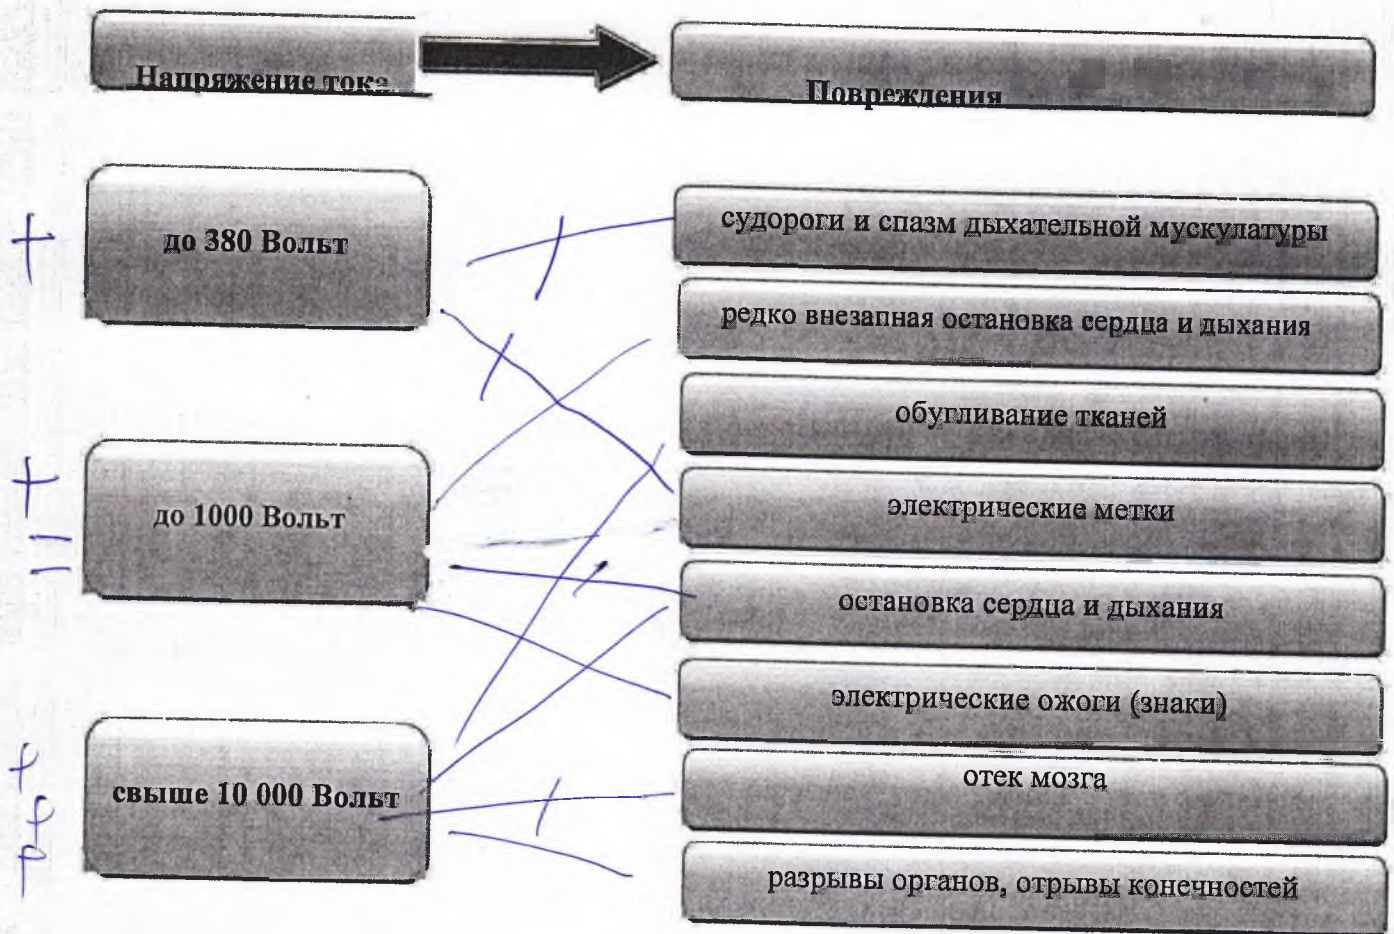 Напряжение тока
Повреждения
до 380 Вольт
судороги и спазм дыхательной мускулатуры
редко внезапная остановка сердца и дыхания
обугливание тканей
до 1000 Вольт
электрические метки
остановка сердца и дыхания
электрические ожоги (знаки)
свыше 10 000 Вольт
отек мозга
разрывы органов, отрывы конечностей